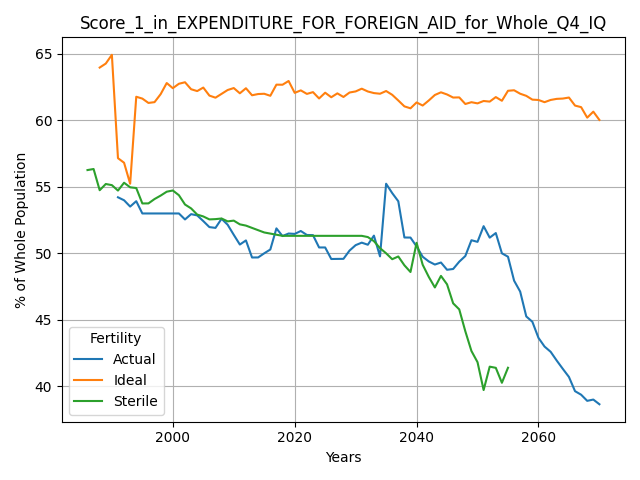 Score_1_in_EXPENDITURE_FOR_FOREIGN_AID_for_Whole_Q4_IQ
% of Whole Population
65
60
55
50
45
40
Fertility
Actual
Ideal
Sterile
2000 2020 2040 2060
Years